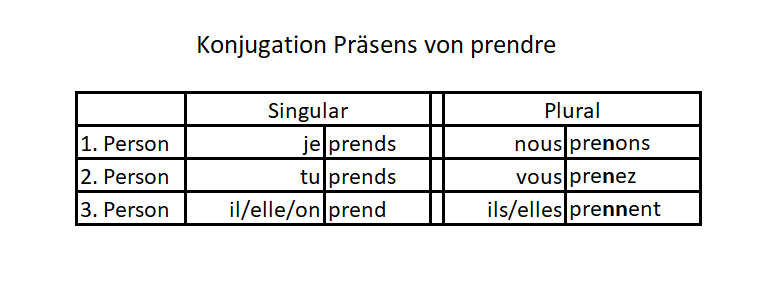 Konjugation Präsens von prendre
Singular Plural
1. Person je prends nous prenons
2. Person tu prends vous prenez
3. Person il/elle/on prend ils/elles prennent